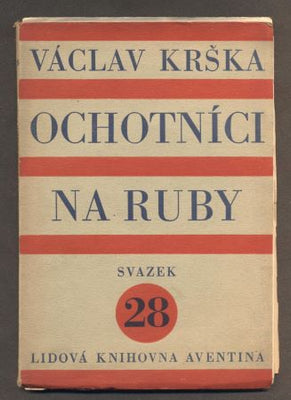 VÁCLAV KRŠKA
OCHOTNÍCI
NA RUBY
SVAZEK
28
LIDOVÁ KNIHOVNA AVENTINA